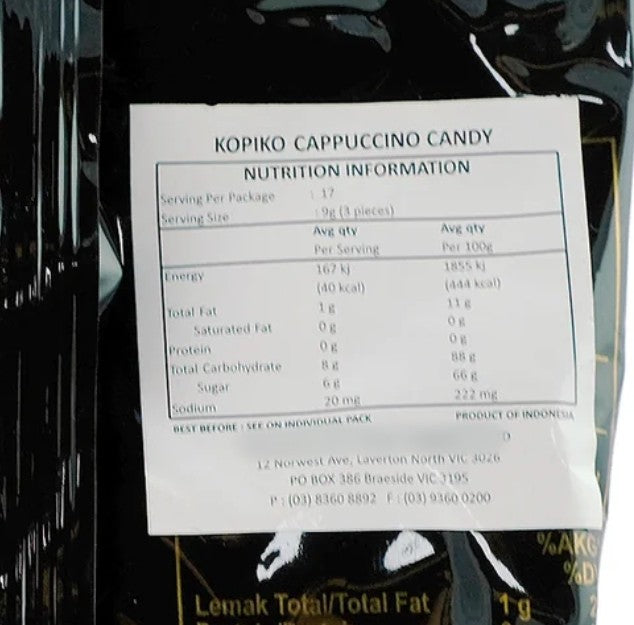 KOPIKO CAPPUCCINO CANDY
NUTRITION INFORMATION
Serving Per Package : 17
Serving Size : 9g (3 pieces)
Avg qty Avg qty
Per Serving Per 100g
Energy 167 kj 1855 kj
(40 kcal) (444 kcal)
Total Fat 1 g 11 g
Saturated Fat 0 g 0 g
Protein 0 g 0 g
Total Carbohydrate 8 g 88 g
Sugar 6 g 66 g
Sodium 20 mg 222 mg
BEST BEFORE : SEE ON INDIVIDUAL PACK PRODUCT OF INDONESIA
12 Norwest Ave, Laverton North VIC 3026
PO BOX 386 Braeside VIC 3195
P : (03) 8360 8892 F : (03) 9360 0200
%AKG
%D
Lemak Total/Total Fat 1 g 2